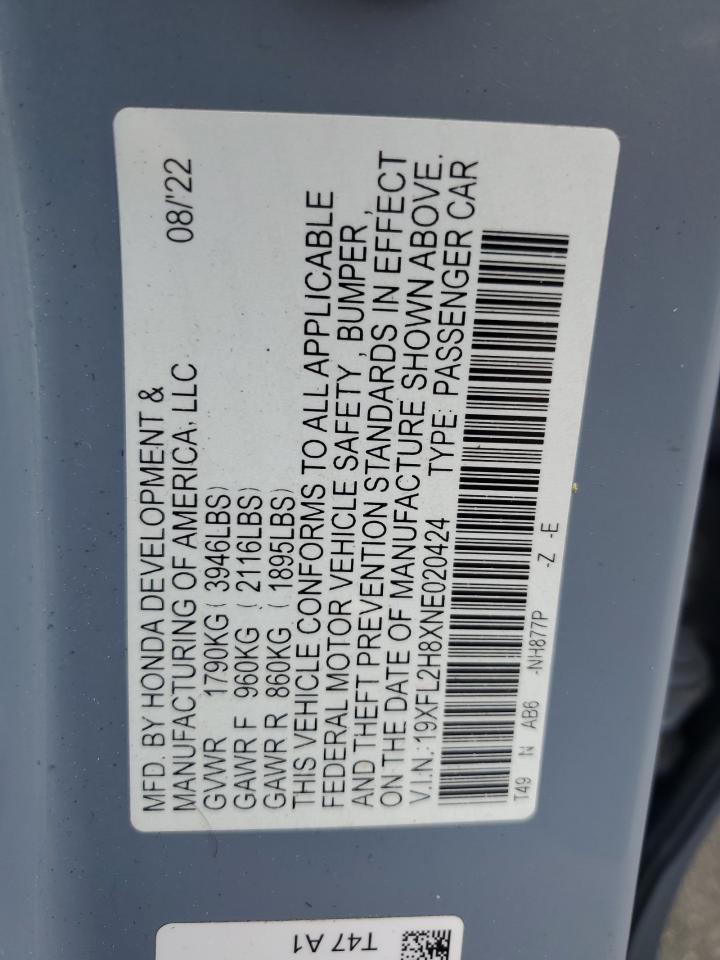 MFD. BY HONDA DEVELOPMENT &
MANUFACTURING OF AMERICA, LLC 08/'22
GVWR 1790KG ( 3946LBS)
GAWR F 960KG ( 2116LBS)
GAWR R 860KG ( 1895LBS)
THIS VEHICLE CONFORMS TO ALL APPLICABLE
FEDERAL MOTOR VEHICLE SAFETY , BUMPER ,
AND THEFT PREVENTION STANDARDS IN EFFECT
ON THE DATE OF MANUFACTURE SHOWN ABOVE.
V.I.N.:19XFL2H8XNE020424 TYPE: PASSENGER CAR
T49 N AB6 -NH877P -Z -E
T47 A1